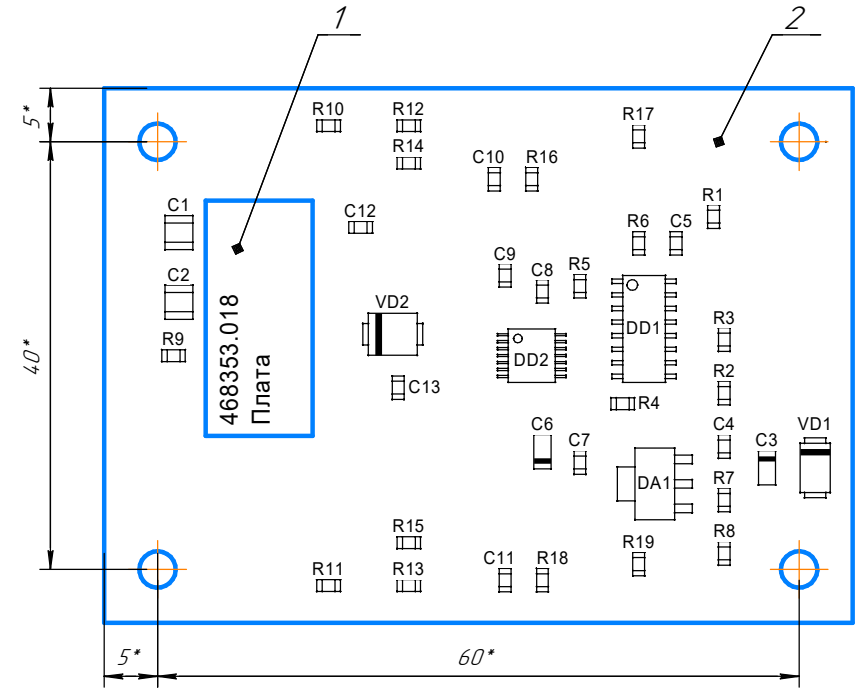 1
2
5*
40*
R10
R12
R17
R14
C10
R16
C1
C12
R1
R6
C5
C9
C8
R5
C2
VD2
R3
DD1
R9
DD2
468353.018
Плата
C13
R2
R4
C6
C7
C4
C3
VD1
DA1
R7
R15
R19
R8
R11
R13
C11
R18
5*
60*